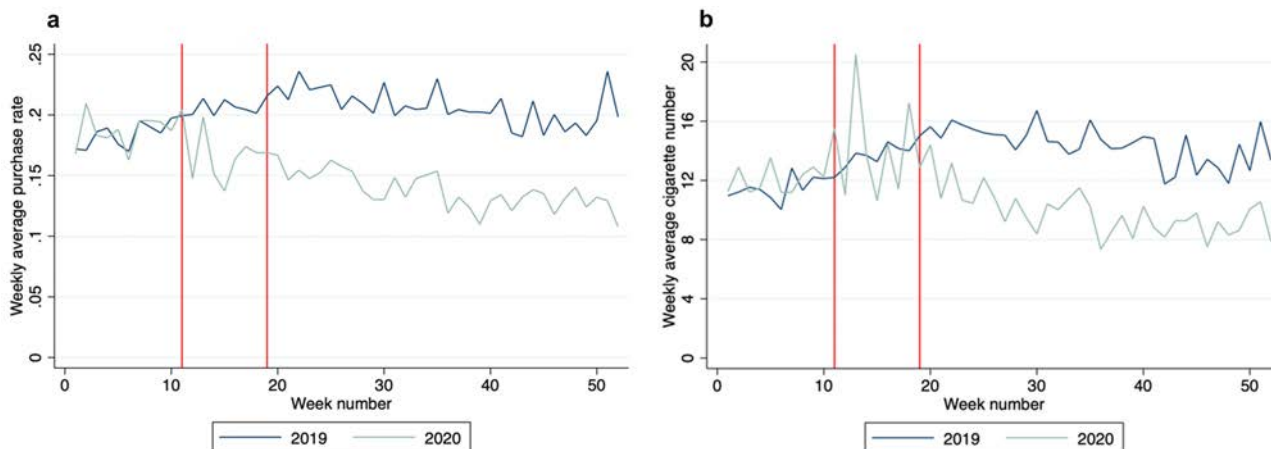 a
Weekly average purchase rate
.25
.2
.15
.1
.05
0
0 10 20 30 40 50
Week number
2019 2020
b
Weekly average cigarette number
20
16
12
8
4
0
0 10 20 30 40 50
Week number
2019 2020